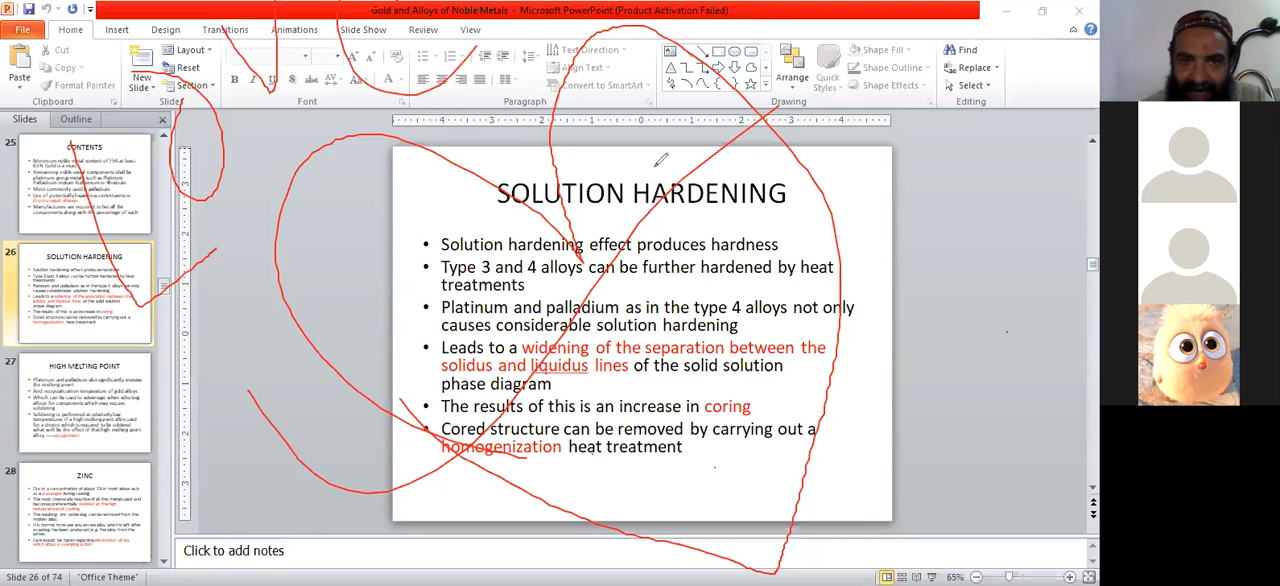 Gold and Alloys of Noble Metals - Microsoft PowerPoint (Product Activation Failed)
File Home Insert Design Transitions Animations Slide Show Review View
Cut
Copy
Format Painter
Paste
Clipboard
New
Slide
Layout
Reset
Section
Slides
Font
Text Direction
Align Text
Convert to SmartArt
Paragraph
Arrange
Quick
Styles
Shape Fill
Shape Outline
Shape Effects
Drawing
Find
Replace
Select
Editing
Slides Outline
25
CONTENTS
26
SOLUTION HARDENING
27
HIGH MELTING POINT
28
ZINC
SOLUTION HARDENING
• Solution hardening effect produces hardness
• Type 3 and 4 alloys can be further hardened by heat
treatments
• Platinum and palladium as in the type 4 alloys not only
causes considerable solution hardening
• Leads to a widening of the separation between the
solidus and liquidus lines of the solid solution
phase diagram
• The results of this is an increase in coring
• Cored structure can be removed by carrying out a
homogenization heat treatment
Click to add notes
Slide 26 of 74 "Office Theme" 65%